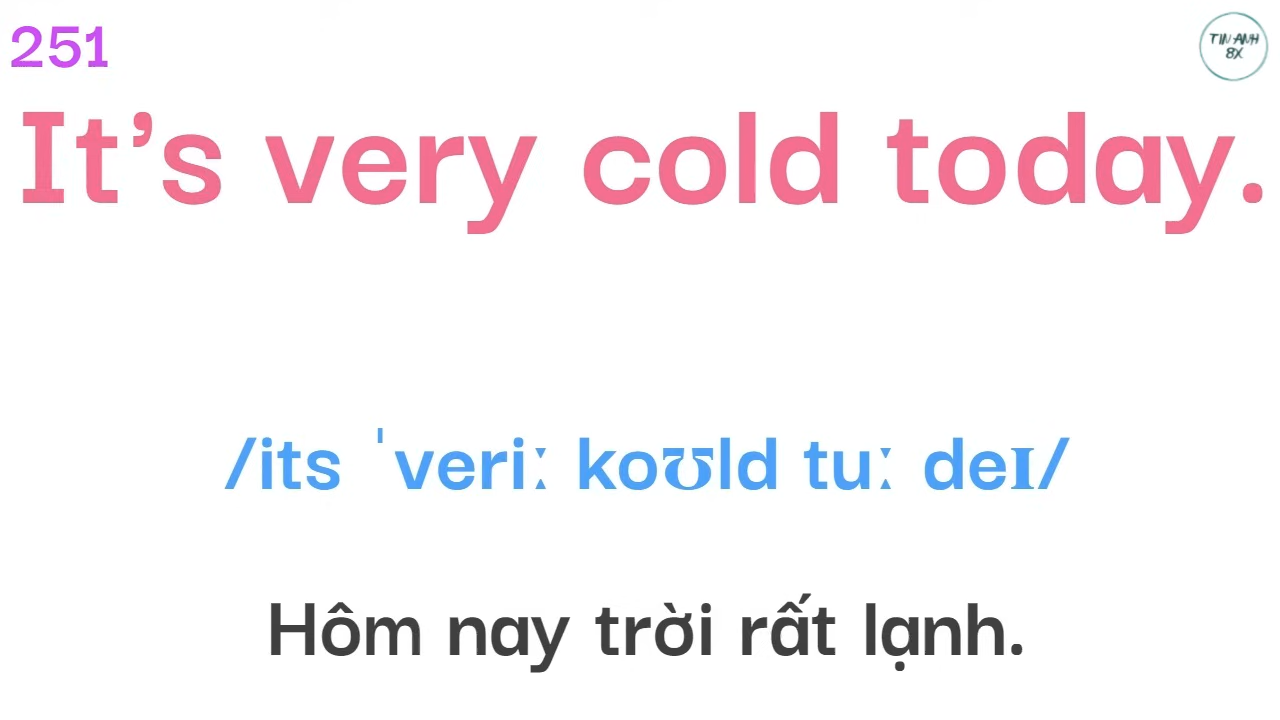 251
TIN ANH
8X
It’s very cold today.
/its ˈveriː koʊld tuː deɪ/
Hôm nay trời rất lạnh.